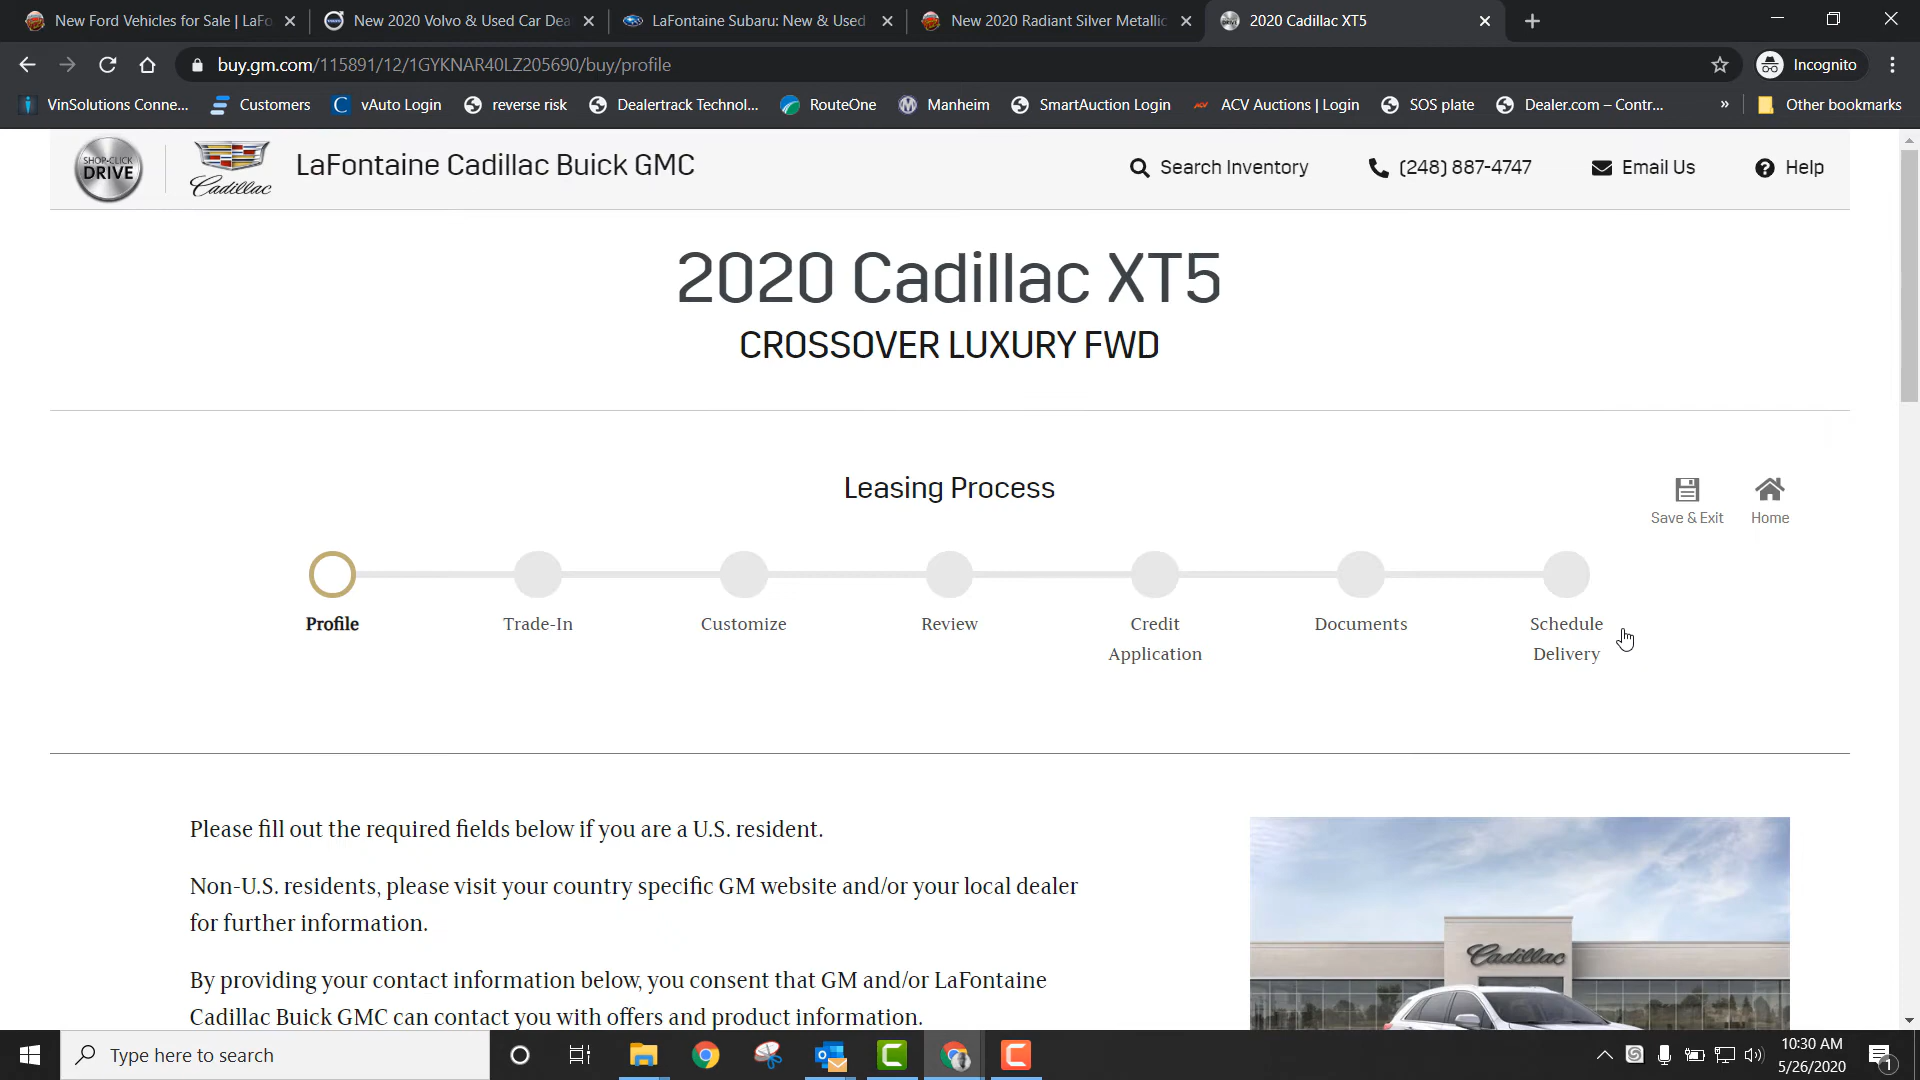 New Ford Vehicles for Sale | LaFo
New 2020 Volvo & Used Car Dea
LaFontaine Subaru: New & Used
New 2020 Radiant Silver Metallic
2020 Cadillac XT5
buy.gm.com/115891/12/1GYKNAR40LZ205690/buy/profile
Incognito
VinSolutions Conne...
Customers
vAuto Login
reverse risk
Dealertrack Technol...
RouteOne
Manheim
SmartAuction Login
ACV Auctions | Login
SOS plate
Dealer.com – Contr...
»
Other bookmarks
SHOP-CLICK
DRIVE
Cadillac
LaFontaine Cadillac Buick GMC
Search Inventory
(248) 887-4747
Email Us
Help
2020 Cadillac XT5
CROSSOVER LUXURY FWD
Leasing Process
Save & Exit
Home
Profile
Trade-In
Customize
Review
Credit
Application
Documents
Schedule
Delivery
Please fill out the required fields below if you are a U.S. resident.
Non-U.S. residents, please visit your country specific GM website and/or your local dealer
for further information.
By providing your contact information below, you consent that GM and/or LaFontaine
Cadillac Buick GMC can contact you with offers and product information.
Cadillac
Type here to search
10:30 AM
5/26/2020
1